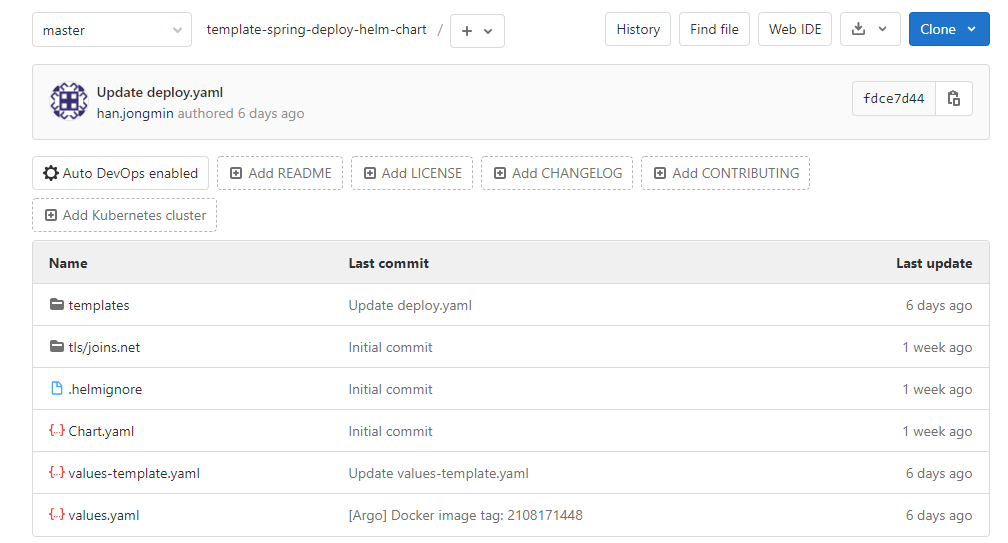 master template-spring-deploy-helm-chart / + History Find file Web IDE Clone
Update deploy.yaml
han.jongmin authored 6 days ago fdce7d44
Auto DevOps enabled Add README Add LICENSE Add CHANGELOG Add CONTRIBUTING
Add Kubernetes cluster
Name Last commit Last update
templates Update deploy.yaml 6 days ago
tls/joins.net Initial commit 1 week ago
.helmignore Initial commit 1 week ago
Chart.yaml Initial commit 1 week ago
values-template.yaml Update values-template.yaml 6 days ago
values.yaml [Argo] Docker image tag: 2108171448 6 days ago